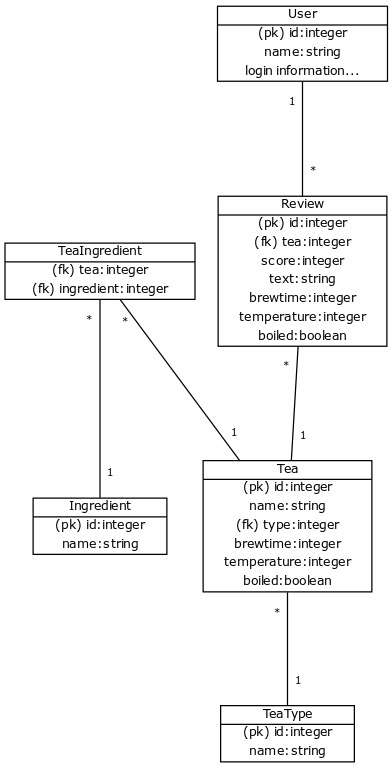 User
(pk) id:integer
name:string
login information...
1
*
Review
(pk) id:integer
(fk) tea:integer
score:integer
text:string
brewtime:integer
temperature:integer
boiled:boolean
TeaIngredient
(fk) tea:integer
(fk) ingredient:integer
*
*
*
1
1
1
Tea
(pk) id:integer
name:string
(fk) type:integer
brewtime:integer
temperature:integer
boiled:boolean
Ingredient
(pk) id:integer
name:string
*
1
TeaType
(pk) id:integer
name:string